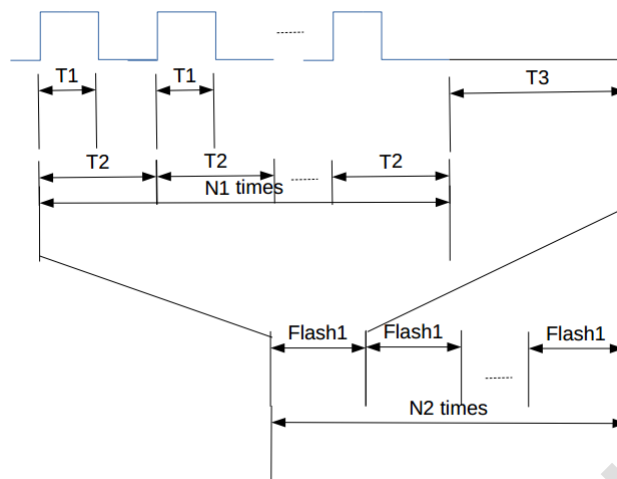 T1 T1 T3
T2 T2 T2
N1 times
Flash1 Flash1 Flash1
N2 times